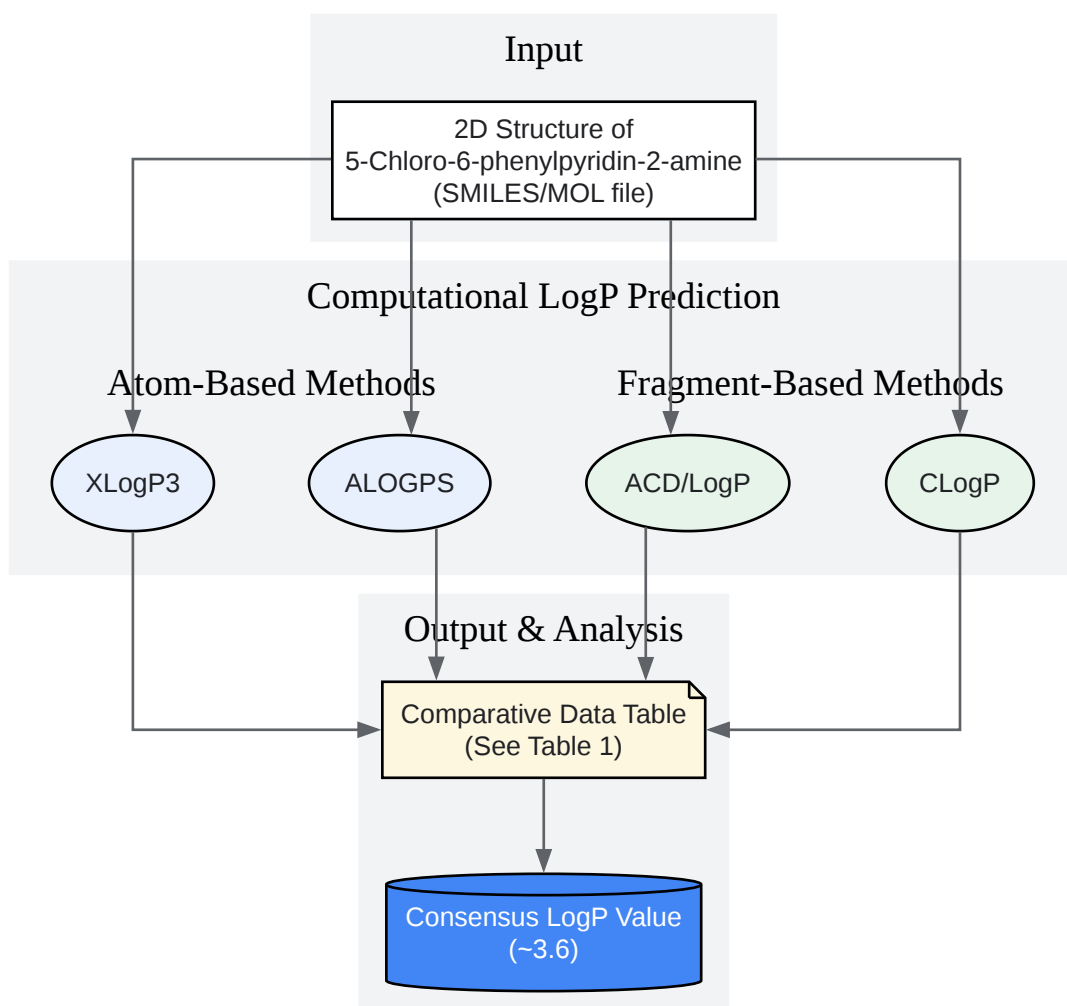 Input
2D Structure of
5-Chloro-6-phenylpyridin-2-amine
(SMILES/MOL file)
Computational LogP Prediction
Atom-Based Methods
Fragment-Based Methods
XLogP3
ALOGPS
ACD/LogP
CLogP
Output & Analysis
Comparative Data Table
(See Table 1)
Consensus LogP Value
(~3.6)